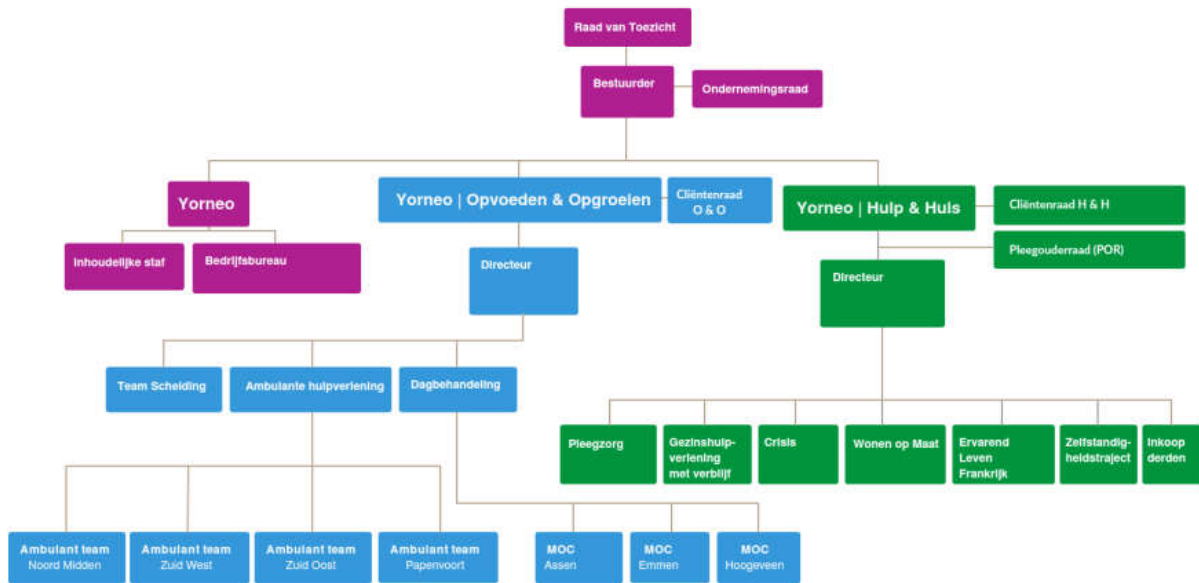 Raad van Toezicht
Bestuurder
Ondernemingsraad
Yorneo
Yorneo | Opvoeden & Opgroeien
Cliëntenraad
O & O
Yorneo | Hulp & Huis
Cliëntenraad H & H
Pleegouderraad (POR)
Inhoudelijke staf
Bedrijfsbureau
Directeur
Directeur
Team Scheiding
Ambulante hulpverlening
Dagbehandeling
Pleegzorg
Gezinshulp-
verlening
met verblijf
Crisis
Wonen op Maat
Ervarend
Leven
Frankrijk
Zelfstandig-
heidstraject
Inkoop
derden
Ambulant team
Noord Midden
Ambulant team
Zuid West
Ambulant team
Zuid Oost
Ambulant team
Papenvoort
MOC
Assen
MOC
Emmen
MOC
Hoogeveen